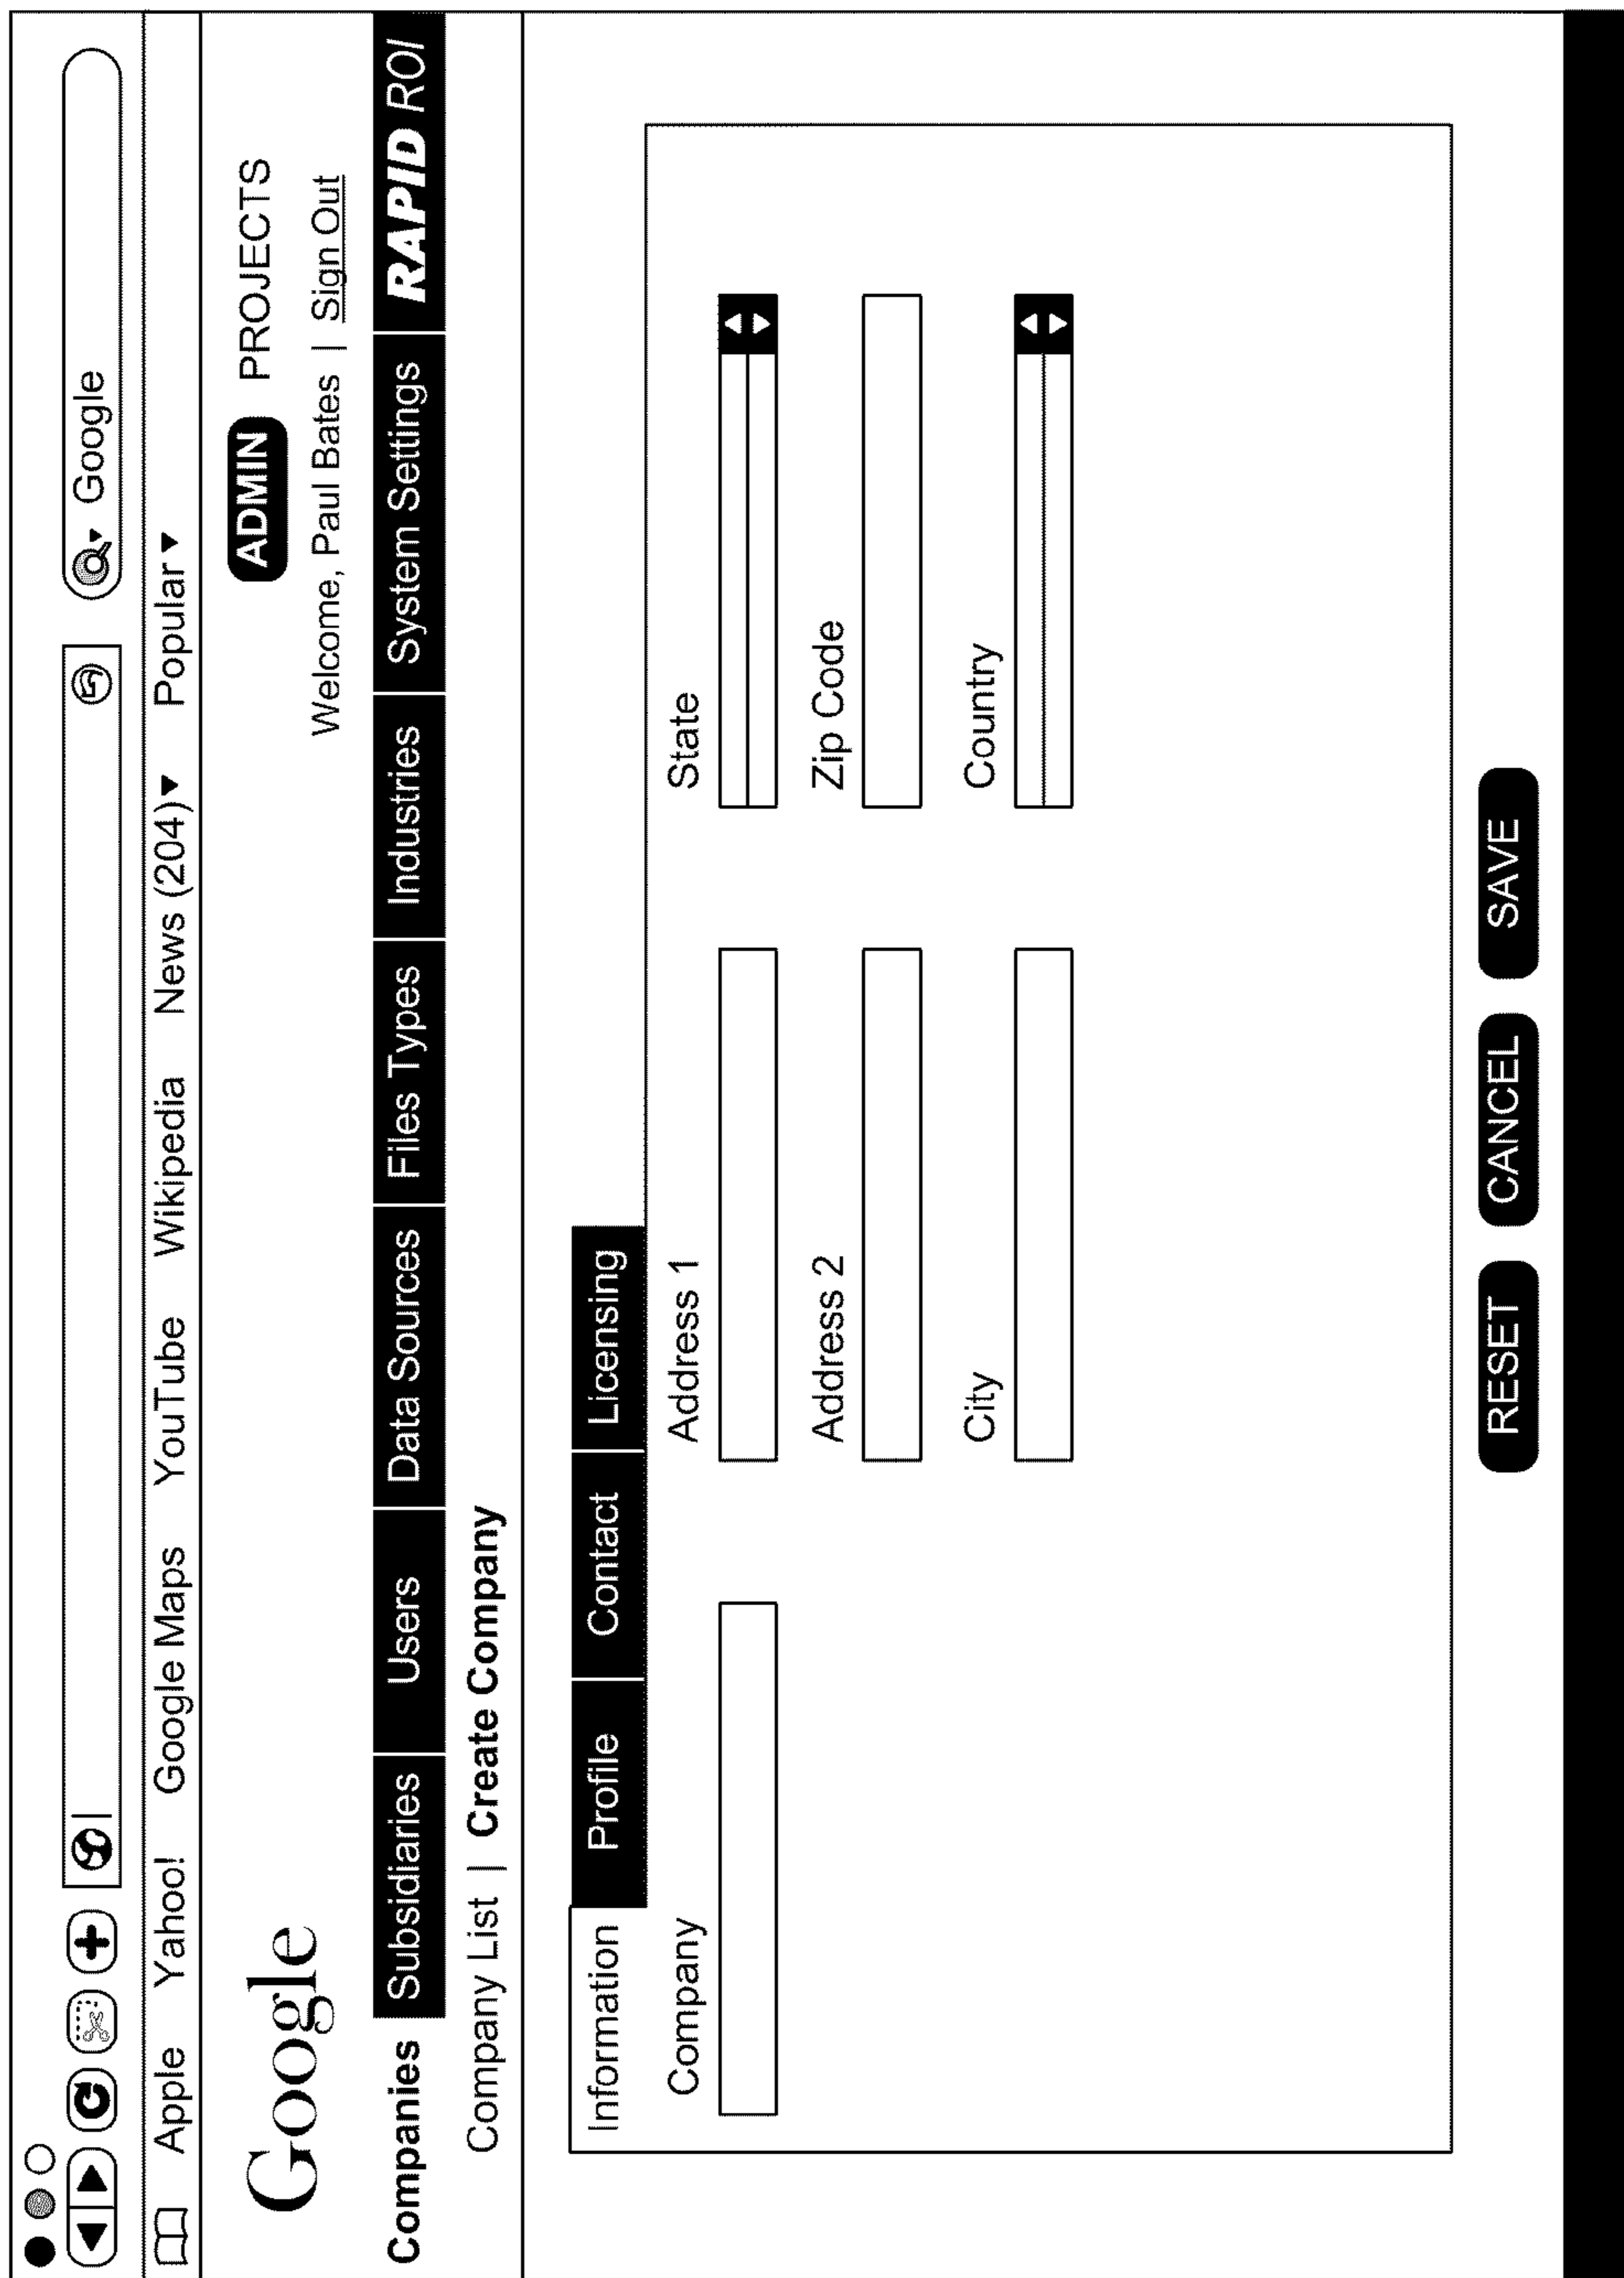 Google
Apple Yahoo! Google Maps YouTube Wikipedia News (204) Popular
Google
ADMIN PROJECTS
Welcome, Paul Bates | Sign Out
Companies Subsidiaries Users Data Sources Files Types Industries System Settings RAPID ROI
Company List | Create Company
Information Profile Contact Licensing
Company Address 1 State
Address 2 Zip Code
City Country
RESET CANCEL SAVE